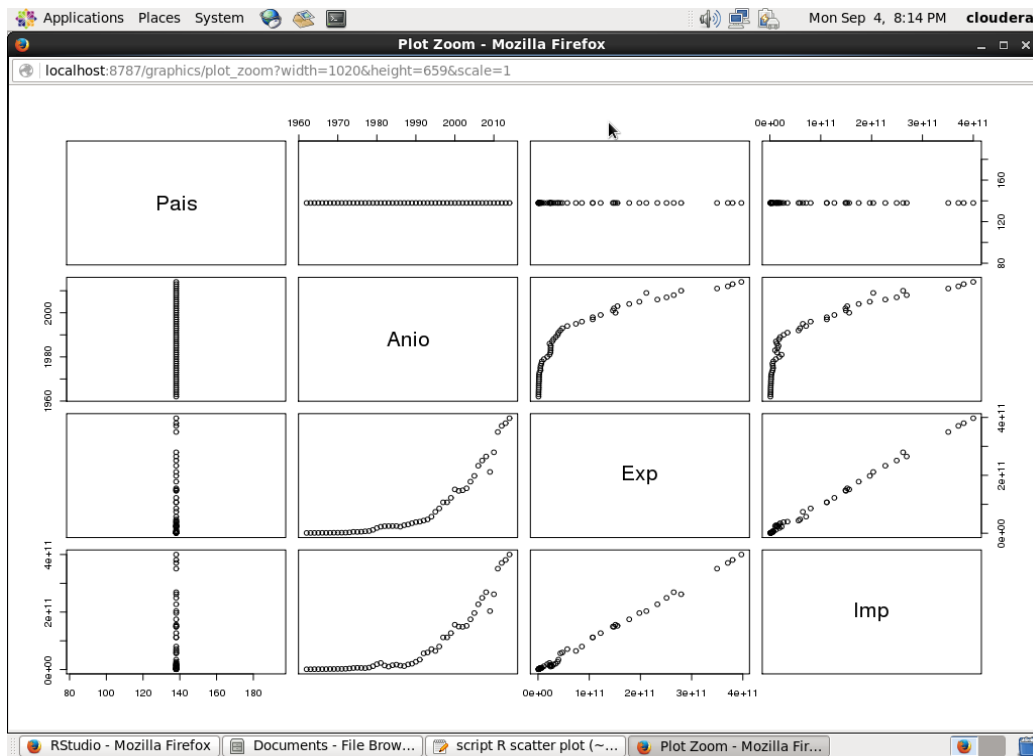 Applications Places System Mon Sep 4, 8:14 PM cloudera
Plot Zoom - Mozilla Firefox
localhost:8787/graphics/plot_zoom?width=1020&height=659&scale=1
1960 1970 1980 1990 2000 2010 0e+00 1e+11 2e+11 3e+11 4e+11
Pais
80 120 160
1960 1980 2000
Anio
Exp
0e+00 2e+11 4e+11
0e+00 2e+11 4e+11
Imp
80 100 120 140 160 180 0e+00 1e+11 2e+11 3e+11 4e+11
RStudio - Mozilla Firefox Documents - File Brow... script R scatter plot (~... Plot Zoom - Mozilla Fir...